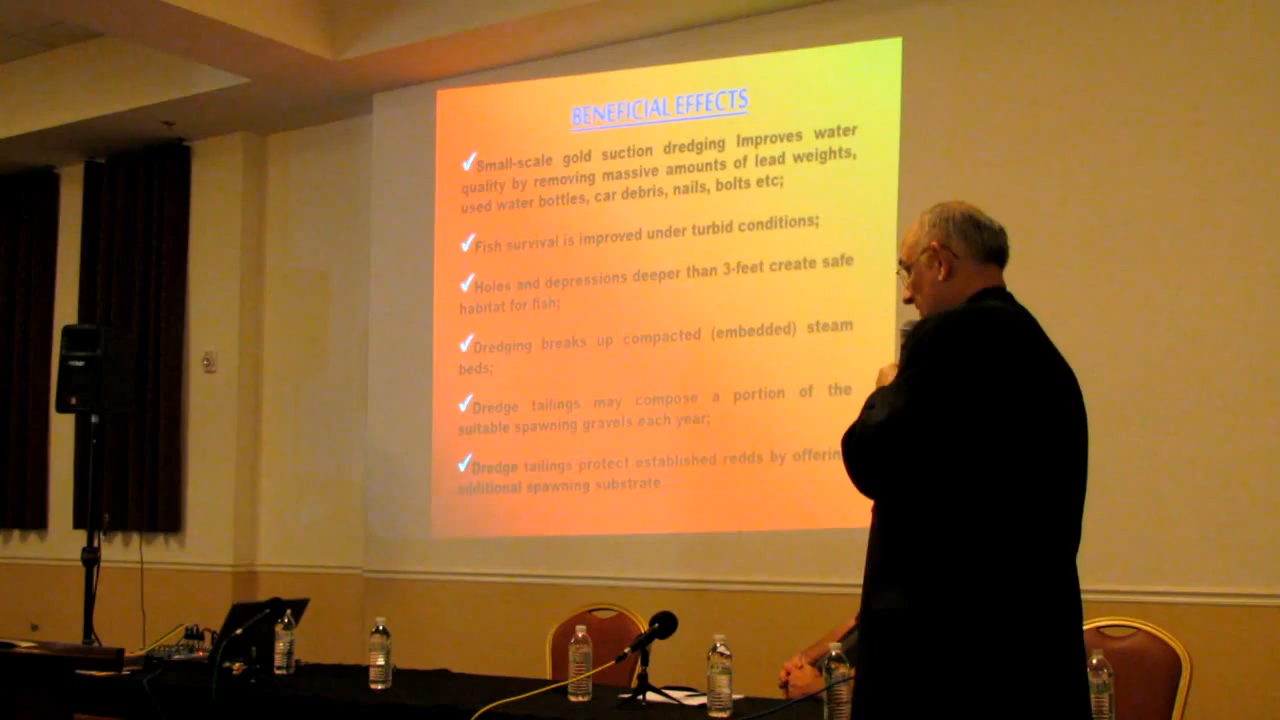 BENEFICIAL EFFECTS
✓Small-scale gold suction dredging Improves water
quality by removing massive amounts of lead weights,
used water bottles, car debris, nails, bolts etc;
✓Fish survival is improved under turbid conditions;
✓Holes and depressions deeper than 3-feet create safe
habitat for fish;
✓Dredging breaks up compacted (embedded) steam
beds;
✓Dredge tailings may compose a portion of the
suitable spawning gravels each year;
✓Dredge tailings protect established redds by offerin
additional spawning substrate.